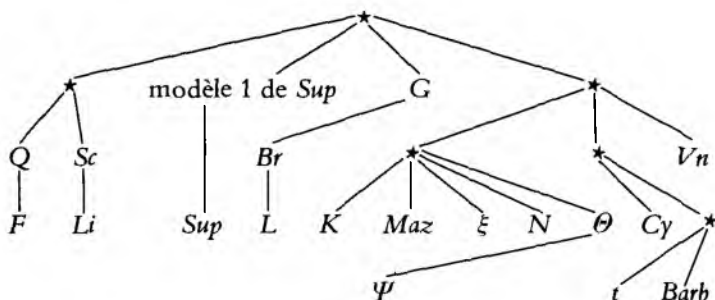 ★
★ modèle 1 de Sup G ★
Q Sc Br ★ ★ Vn
F Li Sup L K Maz ξ N Θ Cy ★
Ψ t Barb